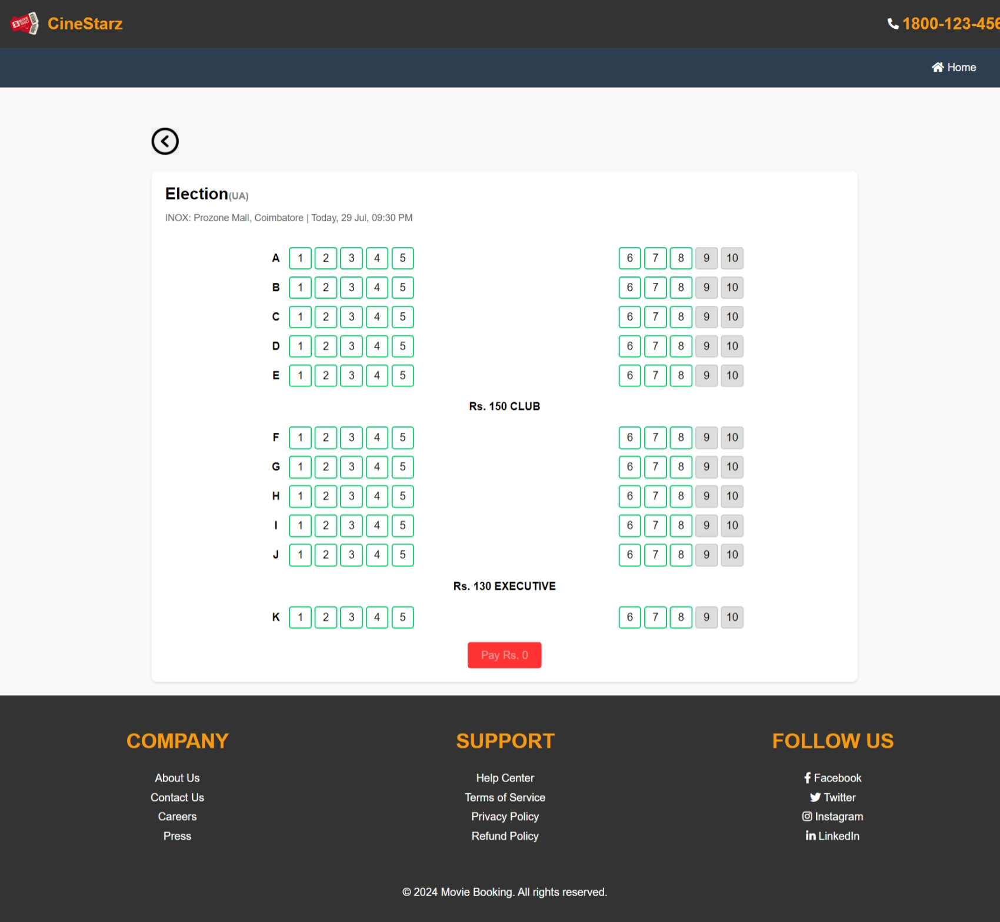 CineStarz
1800-123-456
Home
Election(UA)
INOX: Prozone Mall, Coimbatore | Today, 29 Jul, 09:30 PM
A 1 2 3 4 5 6 7 8 9 10
B 1 2 3 4 5 6 7 8 9 10
C 1 2 3 4 5 6 7 8 9 10
D 1 2 3 4 5 6 7 8 9 10
E 1 2 3 4 5 6 7 8 9 10
Rs. 150 CLUB
F 1 2 3 4 5 6 7 8 9 10
G 1 2 3 4 5 6 7 8 9 10
H 1 2 3 4 5 6 7 8 9 10
I 1 2 3 4 5 6 7 8 9 10
J 1 2 3 4 5 6 7 8 9 10
Rs. 130 EXECUTIVE
K 1 2 3 4 5 6 7 8 9 10
Pay Rs. 0
COMPANY
About Us
Contact Us
Careers
Press
SUPPORT
Help Center
Terms of Service
Privacy Policy
Refund Policy
FOLLOW US
Facebook
Twitter
Instagram
LinkedIn
© 2024 Movie Booking. All rights reserved.